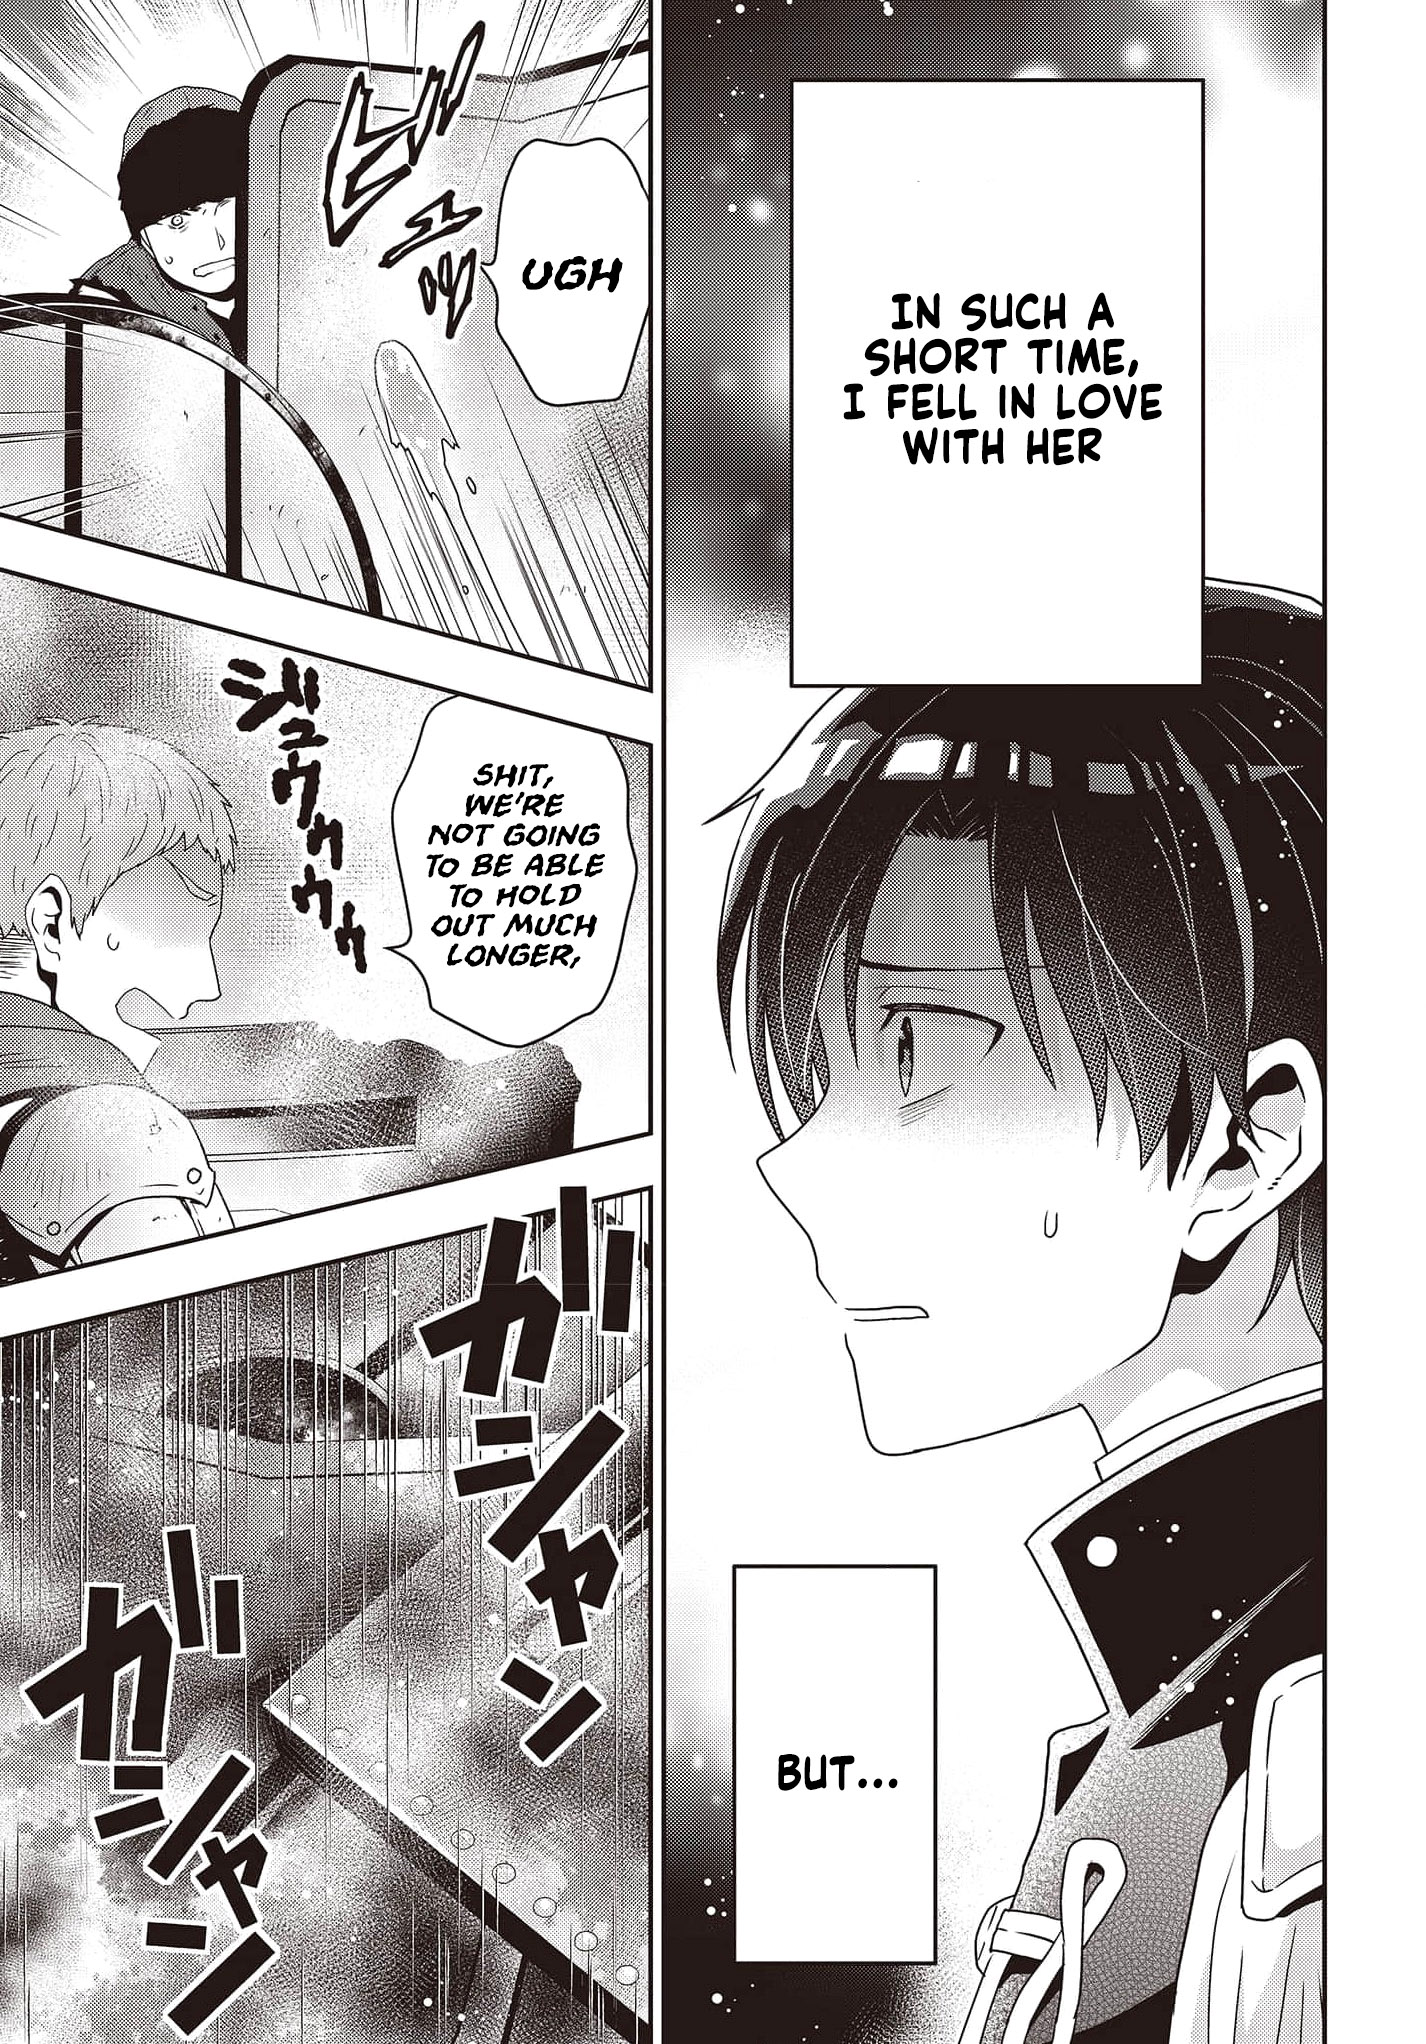 IN SUCH A
SHORT TIME,
I FELL IN LOVE
WITH HER
BUT...
ビビビ
ュッ
UGH
ジュウウウウ
SHIT,
WE'RE
NOT GOING
TO BE ABLE
TO HOLD
OUT MUCH
LONGER,
ガシャン
ガシャン